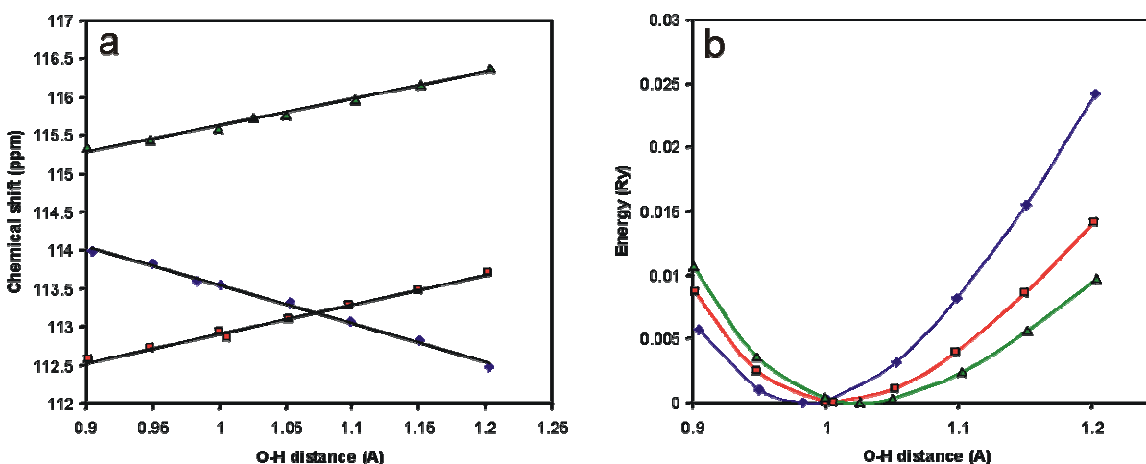 a
Chemical shift (ppm)
117
116.5
116
115.5
115
114.5
114
113.5
113
112.5
112
0.9 0.95 1 1.05 1.1 1.15 1.2 1.25
O-H distance (A)
b
Energy (Ry)
0.03
0.025
0.02
0.015
0.01
0.005
0
0.9 1 1.1 1.2
O-H distance (A)